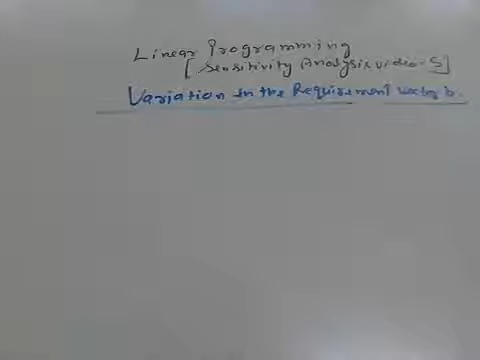 Linear Programming
[Sensitivity Analysis video-5]
Variation in the Requirement vector b.